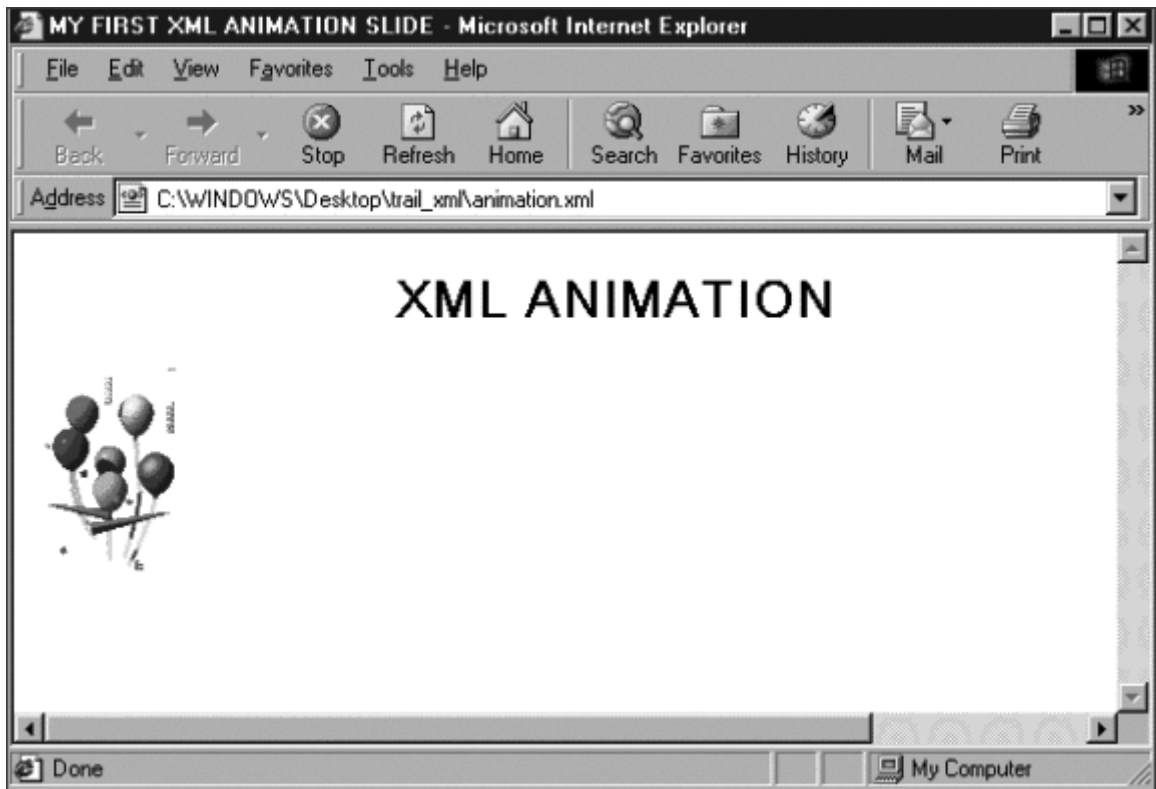 MY FIRST XML ANIMATION SLIDE - Microsoft Internet Explorer
File Edit View Favorites Tools Help
Back Forward Stop Refresh Home Search Favorites History Mail Print »
Address C:\WINDOWS\Desktop\trail_xml\animation.xml
XML ANIMATION
Done My Computer